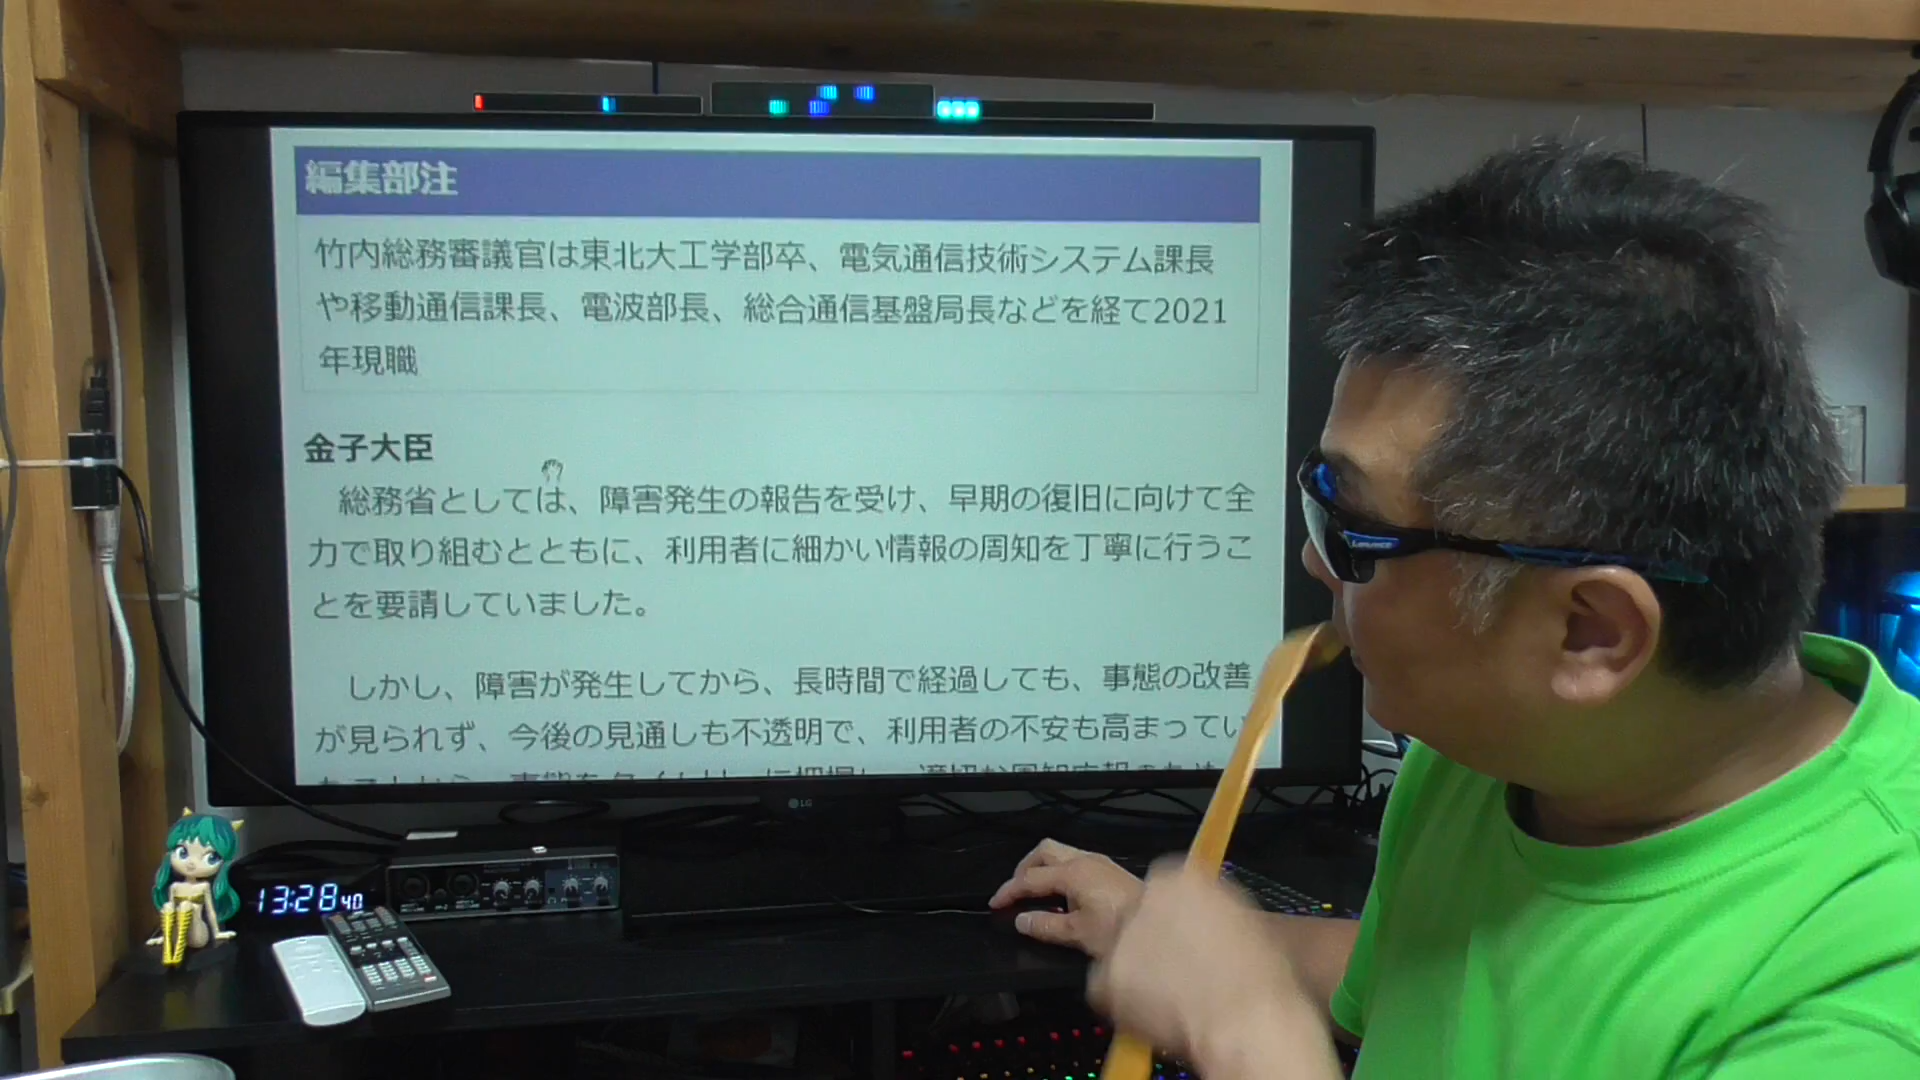 編集部注
竹内総務審議官は東北大工学部卒、電気通信技術システム課長
や移動通信課長、電波部長、総合通信基盤局長などを経て2021
年現職
金子大臣
総務省としては、障害発生の報告を受け、早期の復旧に向けて全
力で取り組むとともに、利用者に細かい情報の周知を丁寧に行うこ
とを要請していました。
しかし、障害が発生してから、長時間で経過しても、事態の改善
が見られず、今後の見通しも不透明で、利用者の不安も高まってい
LG
13:28 40